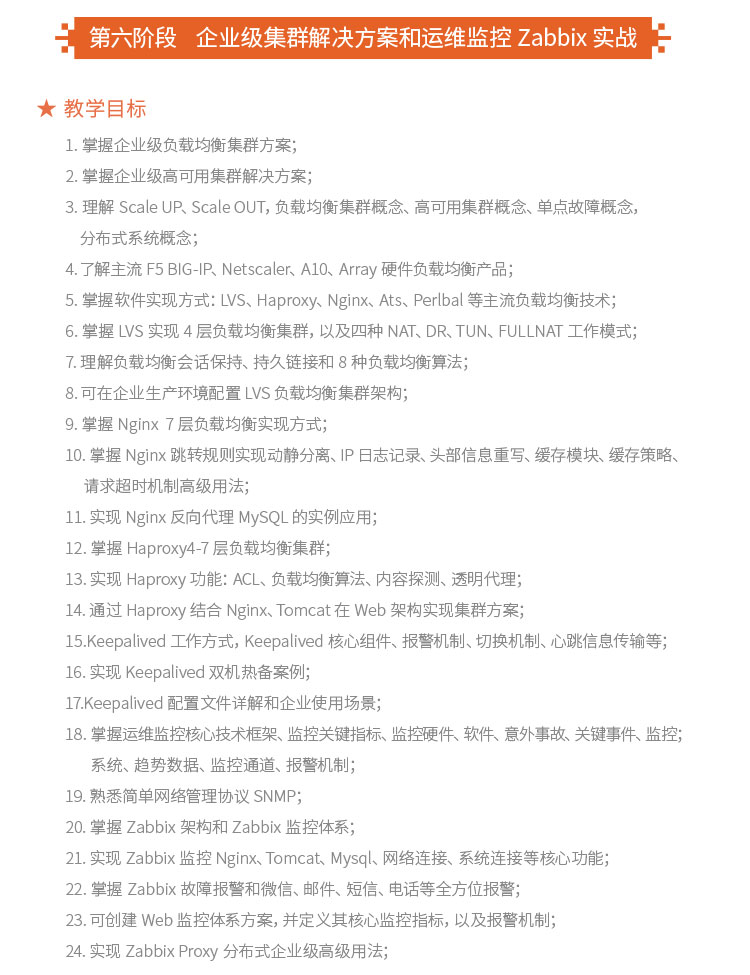 第六阶段 企业级集群解决方案和运维监控 Zabbix 实战
★ 教学目标
1. 掌握企业级负载均衡集群方案；
2. 掌握企业级高可用集群解决方案；
3. 理解 Scale UP、Scale OUT，负载均衡集群概念、高可用集群概念、单点故障概念，
分布式系统概念；
4.了解主流 F5 BIG-IP、Netscaler、A10、Array 硬件负载均衡产品；
5. 掌握软件实现方式：LVS、Haproxy、Nginx、Ats、Perlbal 等主流负载均衡技术；
6. 掌握 LVS 实现 4 层负载均衡集群，以及四种 NAT、DR、TUN、FULLNAT 工作模式；
7. 理解负载均衡会话保持、持久链接和 8 种负载均衡算法；
8. 可在企业生产环境配置 LVS 负载均衡集群架构；
9. 掌握 Nginx 7 层负载均衡实现方式；
10. 掌握 Nginx 跳转规则实现动静分离、IP 日志记录、头部信息重写、缓存模块、缓存策略、
请求超时机制高级用法；
11. 实现 Nginx 反向代理 MySQL 的实例应用；
12. 掌握 Haproxy4-7 层负载均衡集群；
13. 实现 Haproxy 功能：ACL、负载均衡算法、内容探测、透明代理；
14. 通过 Haproxy 结合 Nginx、Tomcat 在 Web 架构实现集群方案；
15.Keepalived 工作方式，Keepalived 核心组件、报警机制、切换机制、心跳信息传输等；
16. 实现 Keepalived 双机热备案例；
17.Keepalived 配置文件详解和企业使用场景；
18. 掌握运维监控核心技术框架、监控关键指标、监控硬件、软件、意外事故、关键事件、监控；
系统、趋势数据、监控通道、报警机制；
19. 熟悉简单网络管理协议 SNMP；
20. 掌握 Zabbix 架构和 Zabbix 监控体系；
21. 实现 Zabbix 监控 Nginx、Tomcat、Mysql、网络连接、系统连接等核心功能；
22. 掌握 Zabbix 故障报警和微信、邮件、短信、电话等全方位报警；
23. 可创建 Web 监控体系方案，并定义其核心监控指标，以及报警机制；
24. 实现 Zabbix Proxy 分布式企业级高级用法；